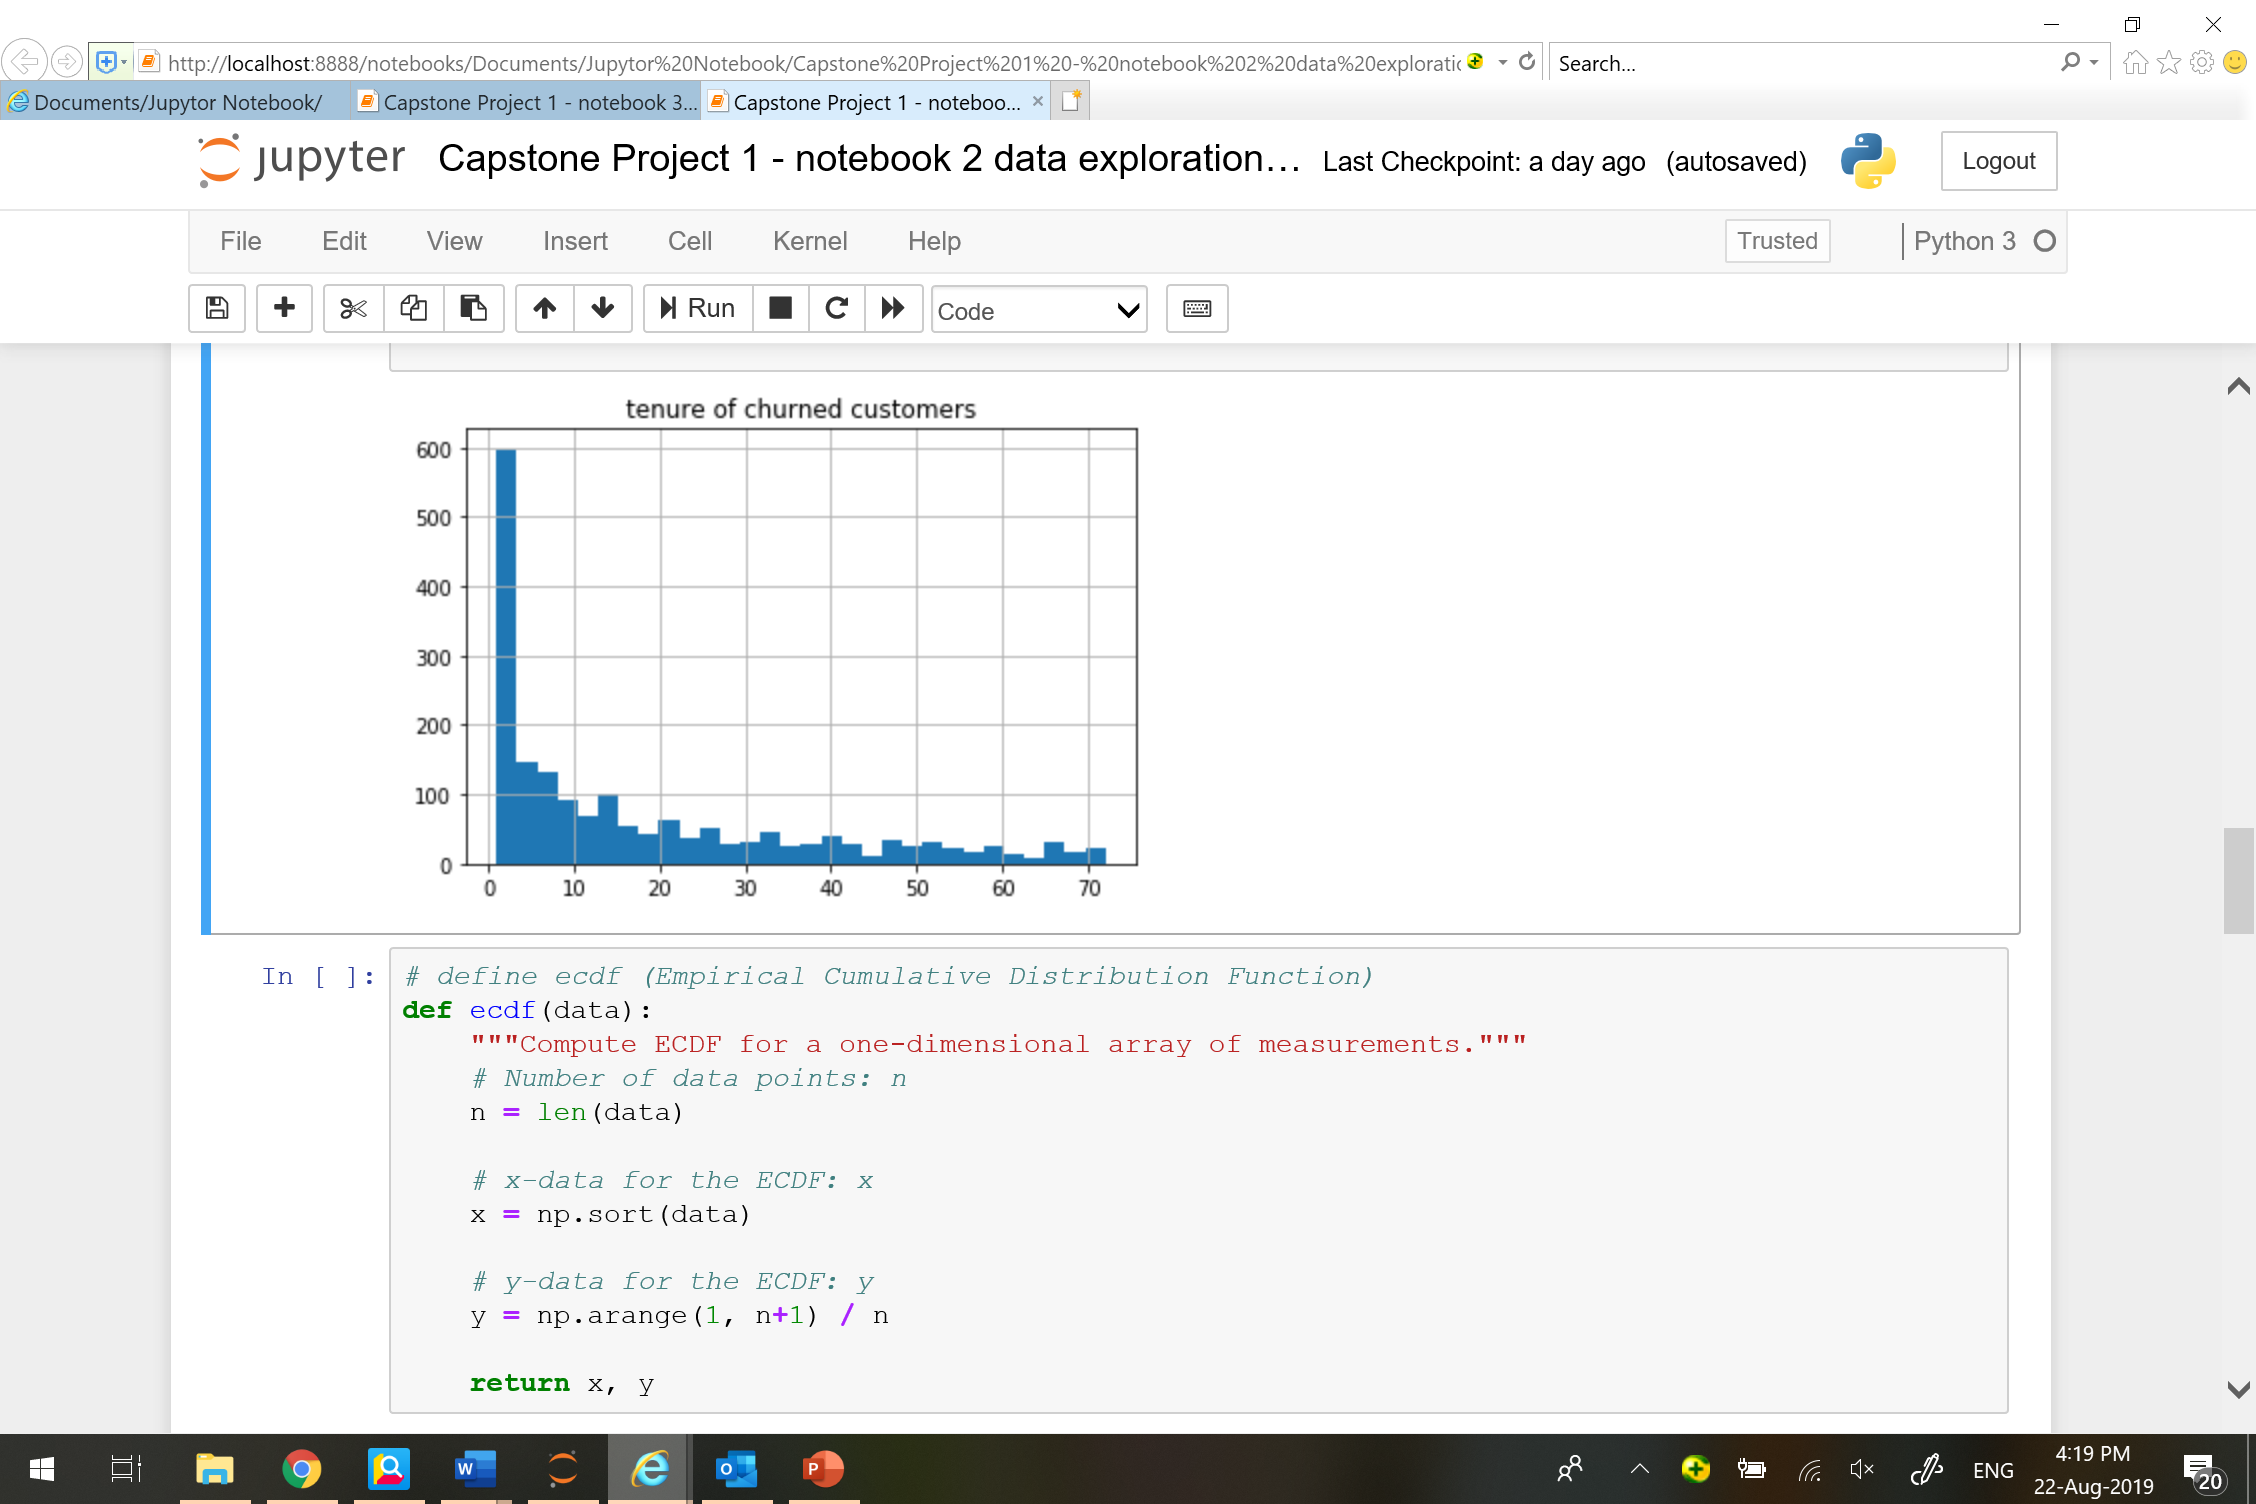 http://localhost:8888/notebooks/Documents/Jupytor%20Notebook/Capstone%20Project%201%20-%20notebook%202%20data%20exploratic
Search...
Documents/Jupytor Notebook/
Capstone Project 1 - notebook 3...
Capstone Project 1 - noteboo...
jupyter Capstone Project 1 - notebook 2 data exploration... Last Checkpoint: a day ago (autosaved)
Logout
File Edit View Insert Cell Kernel Help
Trusted
Python 3
Run
Code
tenure of churned customers
600
500
400
300
200
100
0
0 10 20 30 40 50 60 70
In [ ]:
# define ecdf (Empirical Cumulative Distribution Function)
def ecdf(data):
    """Compute ECDF for a one-dimensional array of measurements."""
    # Number of data points: n
    n = len(data)
    # x-data for the ECDF: x
    x = np.sort(data)
    # y-data for the ECDF: y
    y = np.arange(1, n+1) / n
    return x, y
ENG
4:19 PM
22-Aug-2019
20